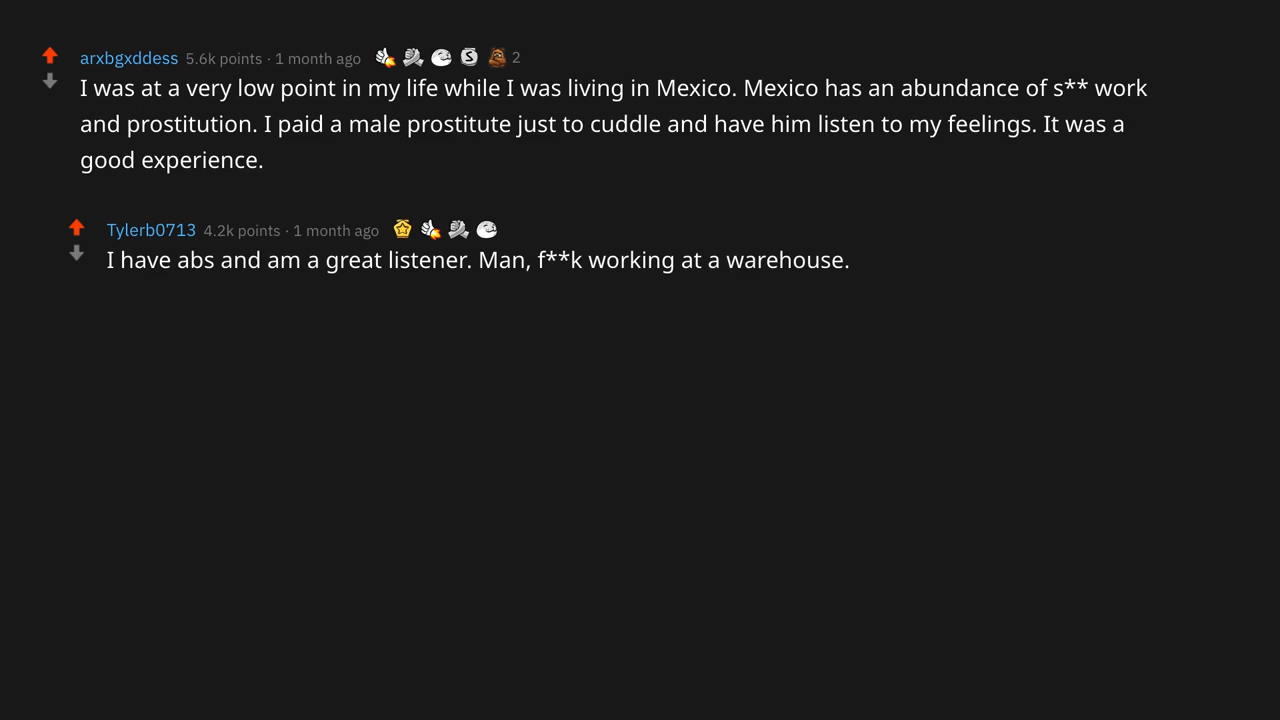 arxbgxddess 5.6k points · 1 month ago 2
I was at a very low point in my life while I was living in Mexico. Mexico has an abundance of s** work
and prostitution. I paid a male prostitute just to cuddle and have him listen to my feelings. It was a
good experience.
Tylerb0713 4.2k points · 1 month ago
I have abs and am a great listener. Man, f**k working at a warehouse.